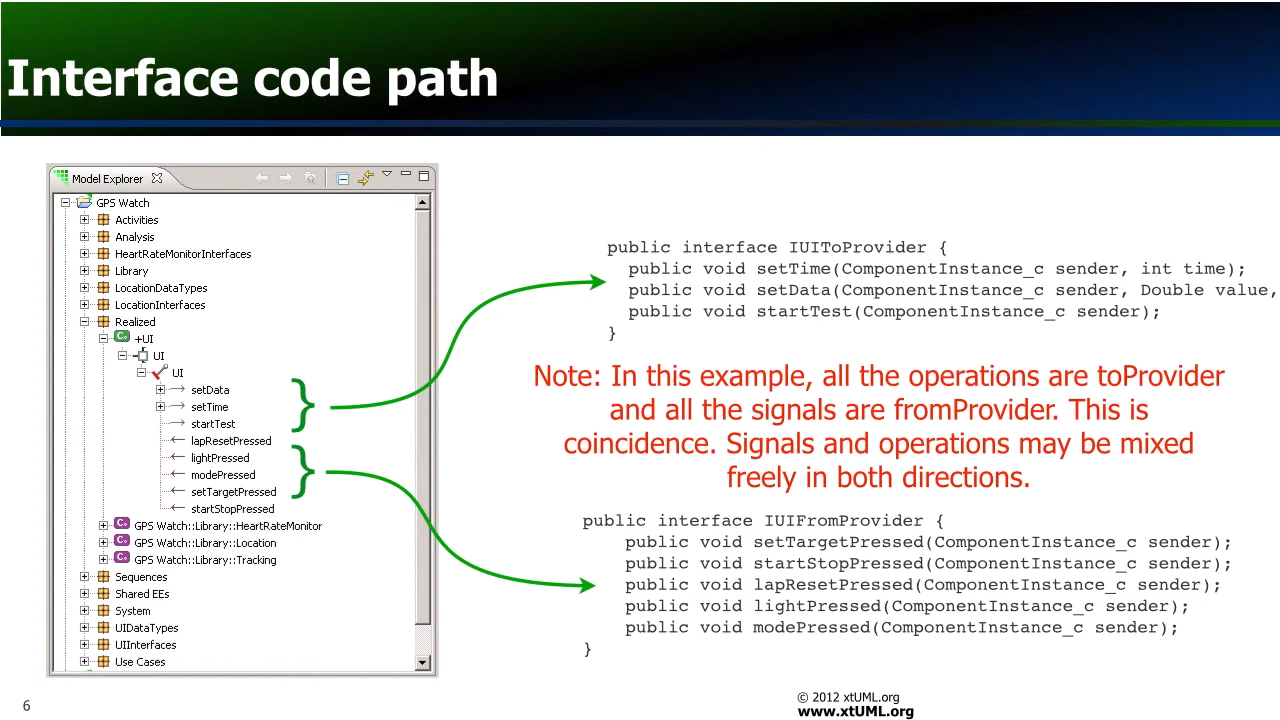 Interface code path
Model Explorer
GPS Watch
Activities
Analysis
HeartRateMonitorInterfaces
Library
LocationDataTypes
LocationInterfaces
Realized
+UI
UI
UI
setData
setTime
startTest
lapResetPressed
lightPressed
modePressed
setTargetPressed
startStopPressed
GPS Watch::Library::HeartRateMonitor
GPS Watch::Library::Location
GPS Watch::Library::Tracking
Sequences
Shared EEs
System
UIDataTypes
UIInterfaces
Use Cases
public interface IUIToProvider {
public void setTime(ComponentInstance_c sender, int time);
public void setData(ComponentInstance_c sender, Double value,
public void startTest(ComponentInstance_c sender);
}
Note: In this example, all the operations are toProvider
and all the signals are fromProvider. This is
coincidence. Signals and operations may be mixed
freely in both directions.
public interface IUIFromProvider {
public void setTargetPressed(ComponentInstance_c sender);
public void startStopPressed(ComponentInstance_c sender);
public void lapResetPressed(ComponentInstance_c sender);
public void lightPressed(ComponentInstance_c sender);
public void modePressed(ComponentInstance_c sender);
}
6
© 2012 xtUML.org
www.xtUML.org